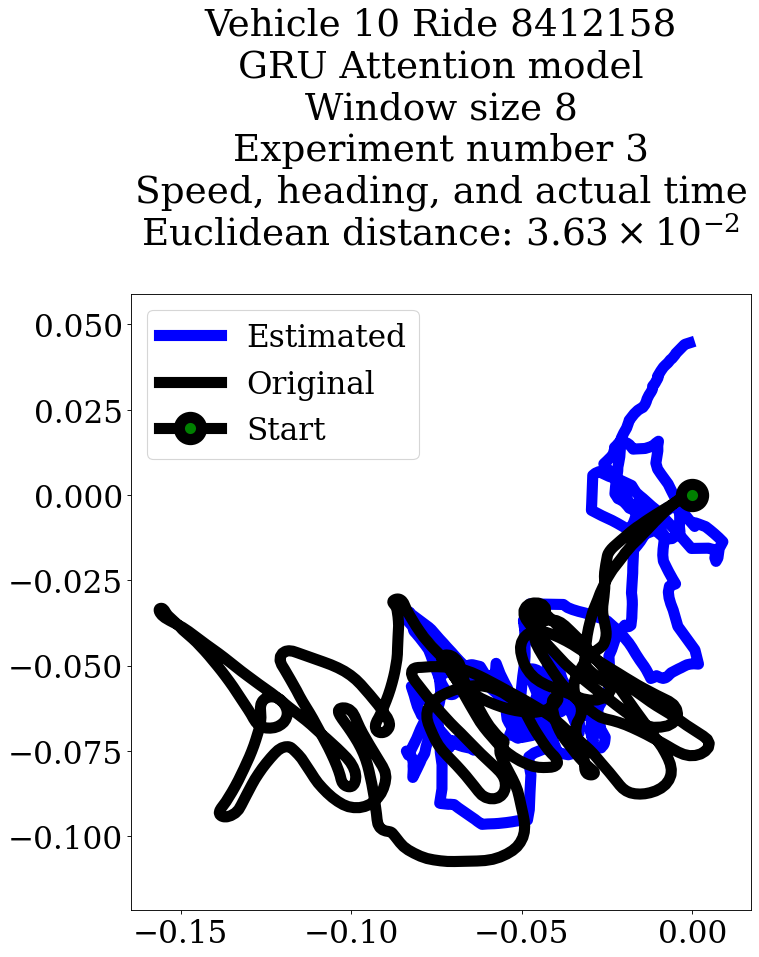 Vehicle 10 Ride 8412158
GRU Attention model
Window size 8
Experiment number 3
Speed, heading, and actual time
Euclidean distance: 3.63 × 10⁻²
Estimated
Original
Start
0.050
0.025
0.000
−0.025
−0.050
−0.075
−0.100
−0.15
−0.10
−0.05
0.00